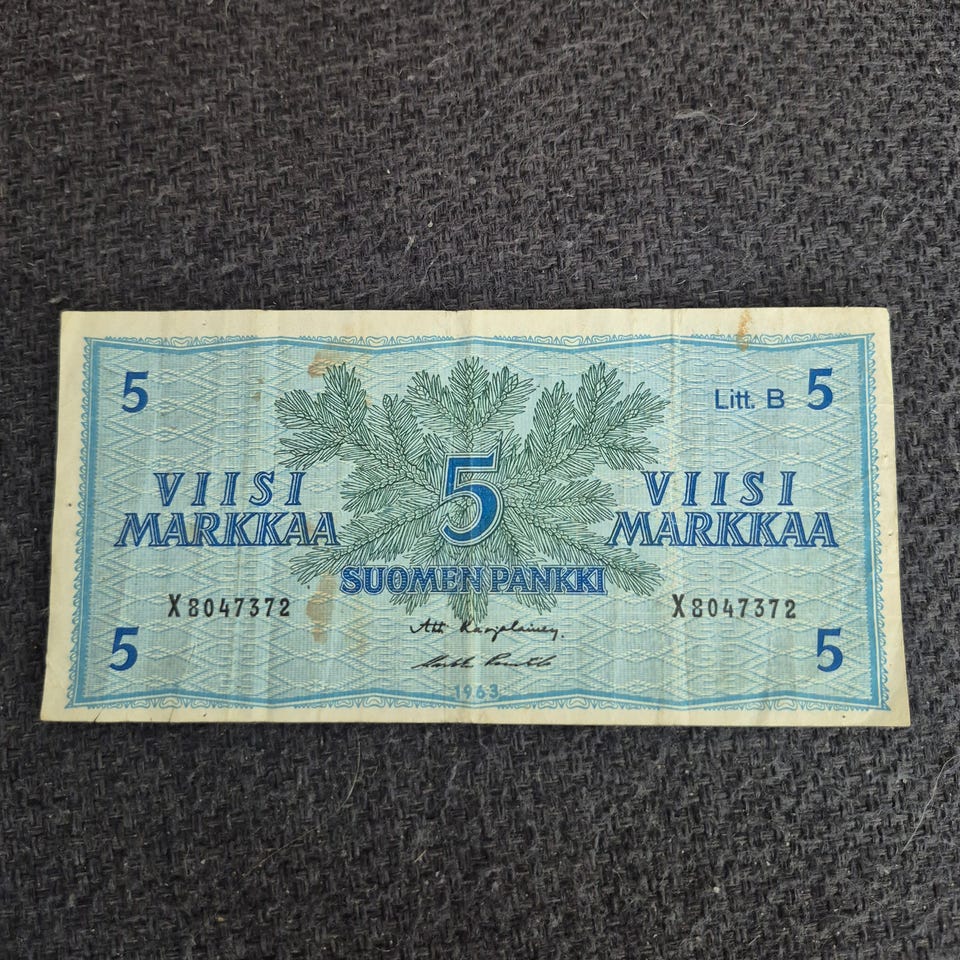 5
Litt. B 5
VIISI MARKKAA
5
VIISI MARKKAA
SUOMEN PANKKI
X8047372
X8047372
5
5
1963